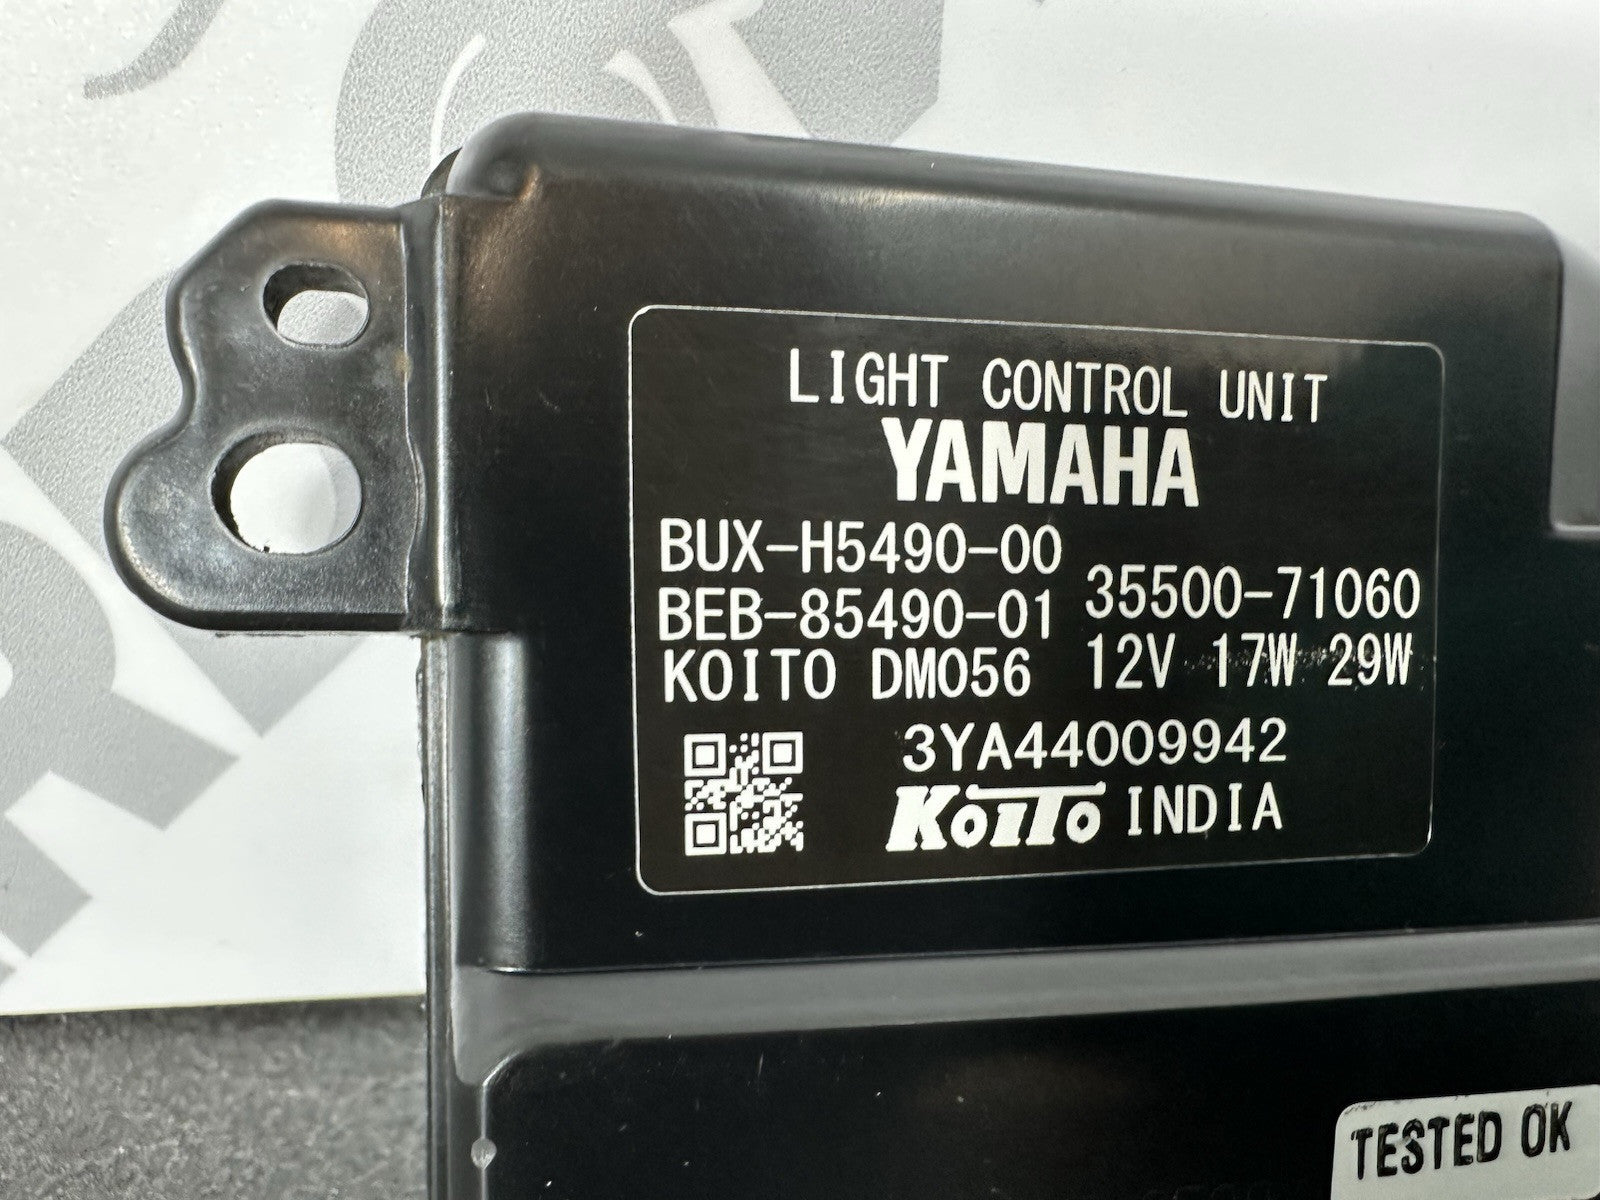 LIGHT CONTROL UNIT
YAMAHA
BUX-H5490-00
BEB-85490-01 35500-71060
KOITO DM056 12V 17W 29W
3YA44009942
KOITO INDIA
TESTED OK